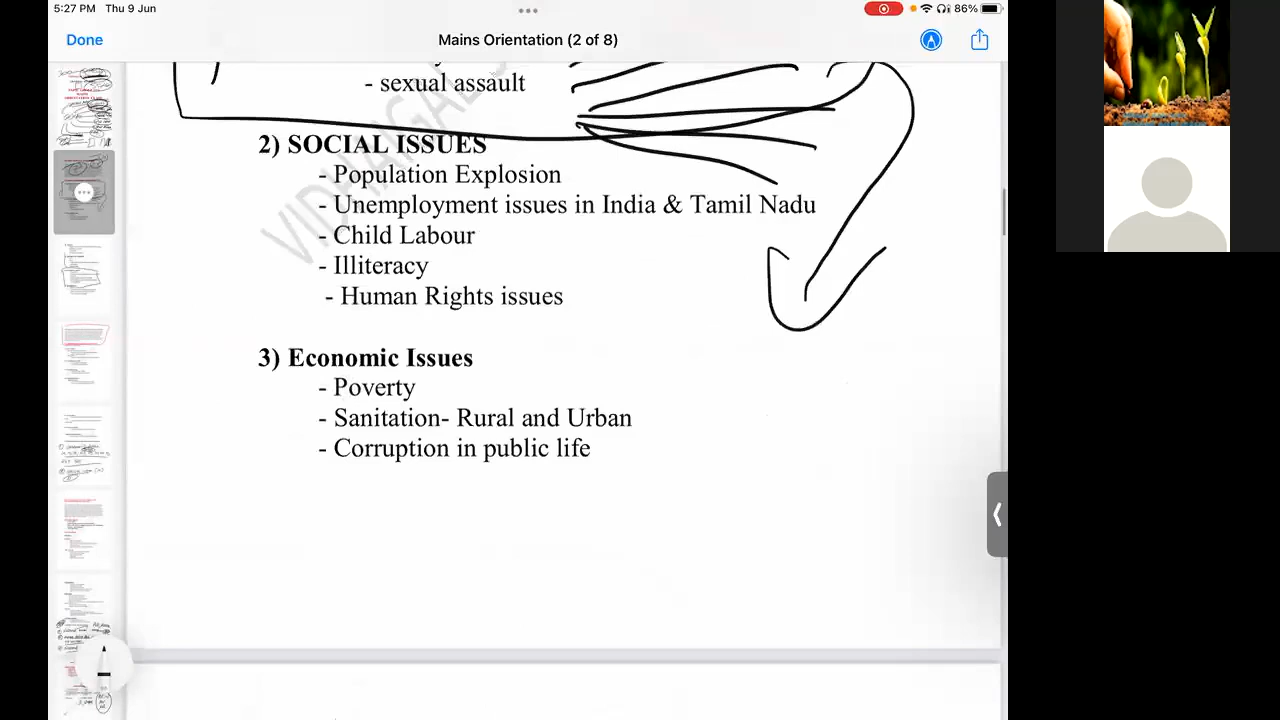 5:27 PM Thu 9 Jun
86%
Done
Mains Orientation (2 of 8)
- sexual assault
2) SOCIAL ISSUES
- Population Explosion
- Unemployment issues in India & Tamil Nadu
- Child Labour
- Illiteracy
- Human Rights issues
3) Economic Issues
- Poverty
- Sanitation- Rural and Urban
- Corruption in public life